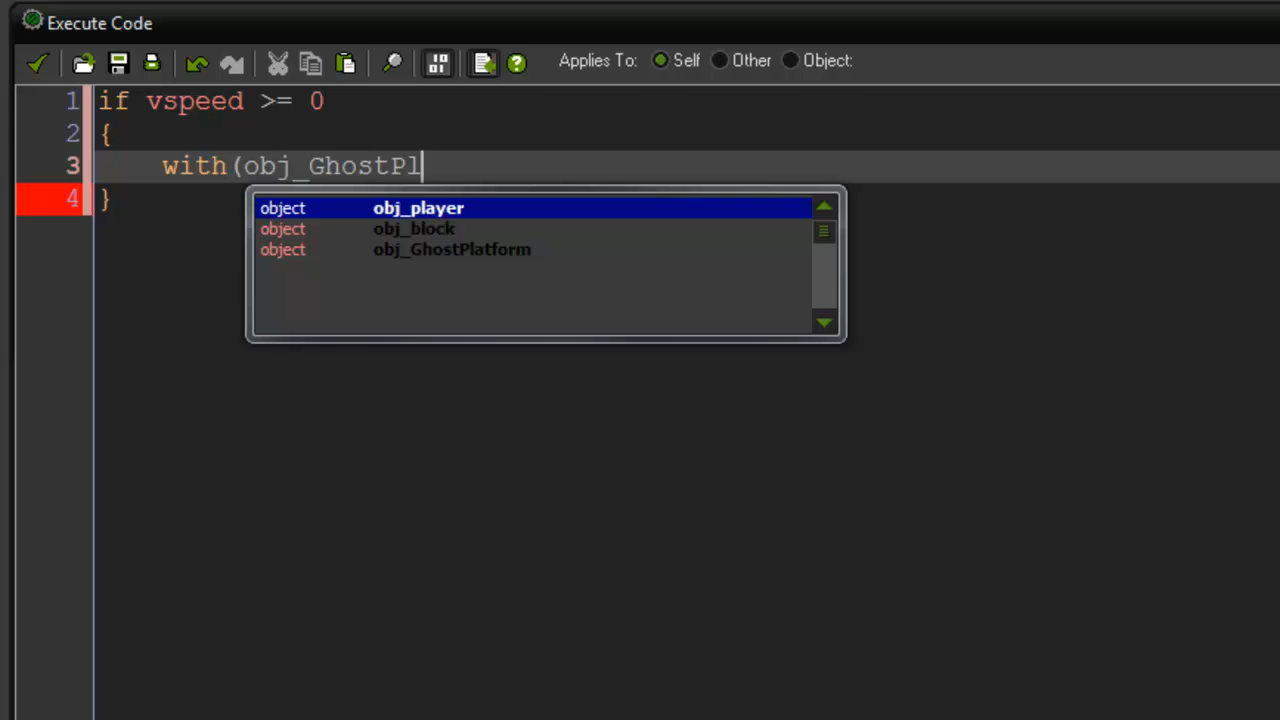 Execute Code
Applies To: Self Other Object:
1 if vspeed >= 0
2 {
3 with(obj_GhostPl
4 }
object obj_player
object obj_block
object obj_GhostPlatform